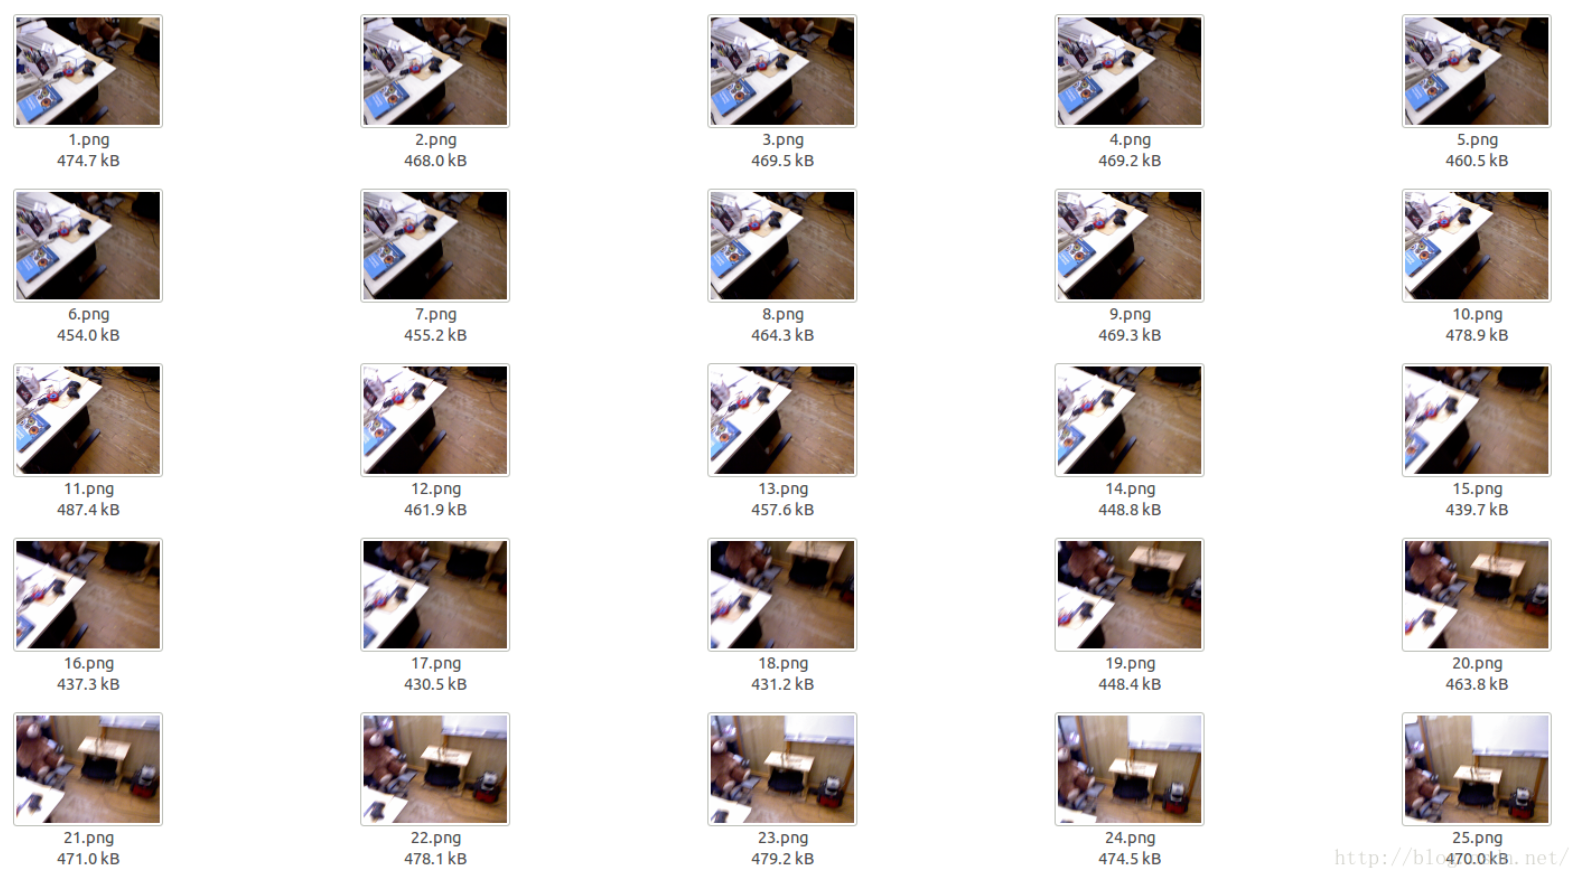 1.png 2.png 3.png 4.png 5.png
474.7 kB 468.0 kB 469.5 kB 469.2 kB 460.5 kB
6.png 7.png 8.png 9.png 10.png
454.0 kB 455.2 kB 464.3 kB 469.3 kB 478.9 kB
11.png 12.png 13.png 14.png 15.png
487.4 kB 461.9 kB 457.6 kB 448.8 kB 439.7 kB
16.png 17.png 18.png 19.png 20.png
437.3 kB 430.5 kB 431.2 kB 448.4 kB 463.8 kB
21.png 22.png 23.png 24.png 25.png
471.0 kB 478.1 kB 479.2 kB 474.5 kB 470.0 kB